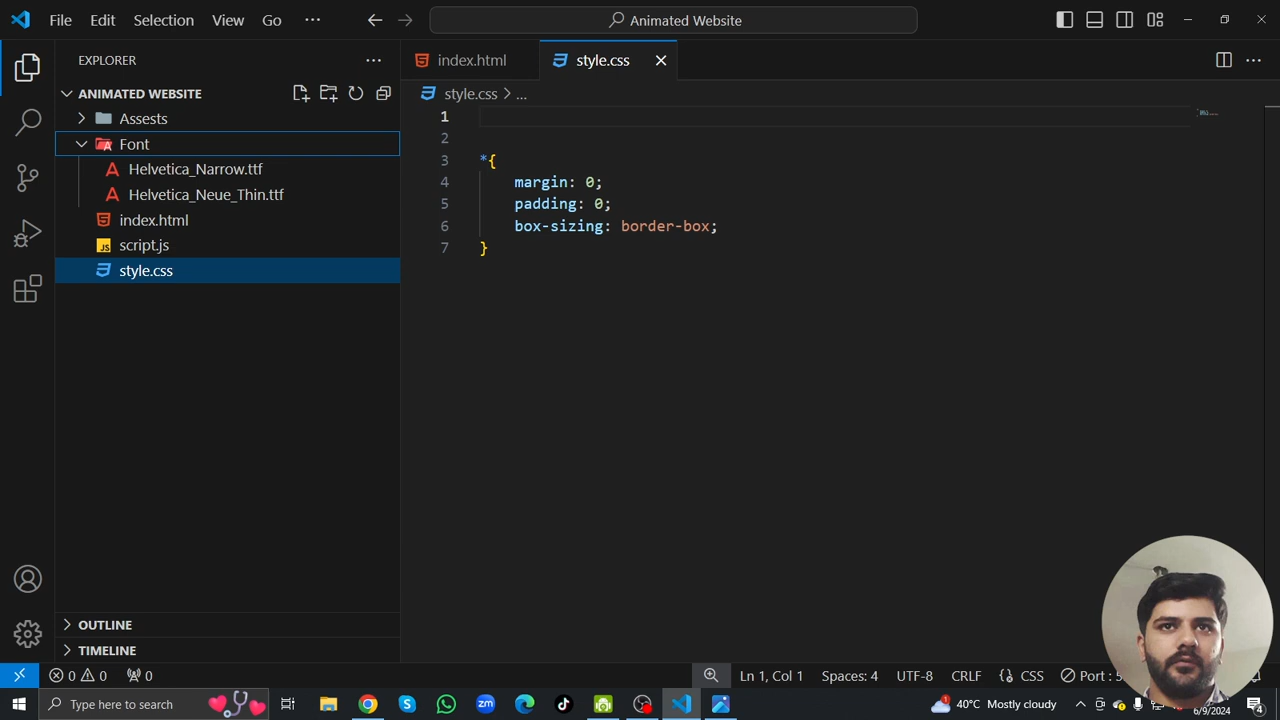 File Edit Selection View Go ··· Animated Website
EXPLORER ···
ANIMATED WEBSITE
Assests
Font
Helvetica_Narrow.ttf
Helvetica_Neue_Thin.ttf
index.html
JS script.js
style.css
OUTLINE
TIMELINE
index.html style.css
style.css > ...
1
2
3 *{
4 margin: 0;
5 padding: 0;
6 box-sizing: border-box;
7 }
0 0 0 Ln 1, Col 1 Spaces: 4 UTF-8 CRLF {} CSS Port : 5
Type here to search 40°C Mostly cloudy
6/9/2024 4